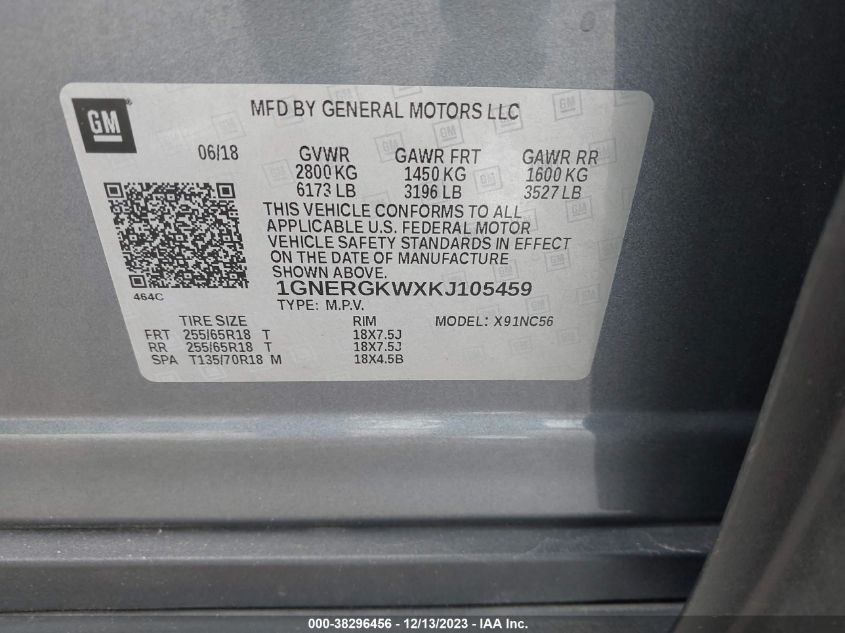 GM
MFD BY GENERAL MOTORS LLC
06/18 GVWR GAWR FRT GAWR RR
2800 KG 1450 KG 1600 KG
6173 LB 3196 LB 3527 LB
THIS VEHICLE CONFORMS TO ALL
APPLICABLE U.S. FEDERAL MOTOR
VEHICLE SAFETY STANDARDS IN EFFECT
ON THE DATE OF MANUFACTURE
SHOWN ABOVE.
464C
1GNERGKWXKJ105459
TYPE: M.P.V.
TIRE SIZE RIM MODEL: X91NC56
FRT 255/65R18 T 18X7.5J
RR 255/65R18 T 18X7.5J
SPA T135/70R18 M 18X4.5B
000-38296456 - 12/13/2023 - IAA Inc.